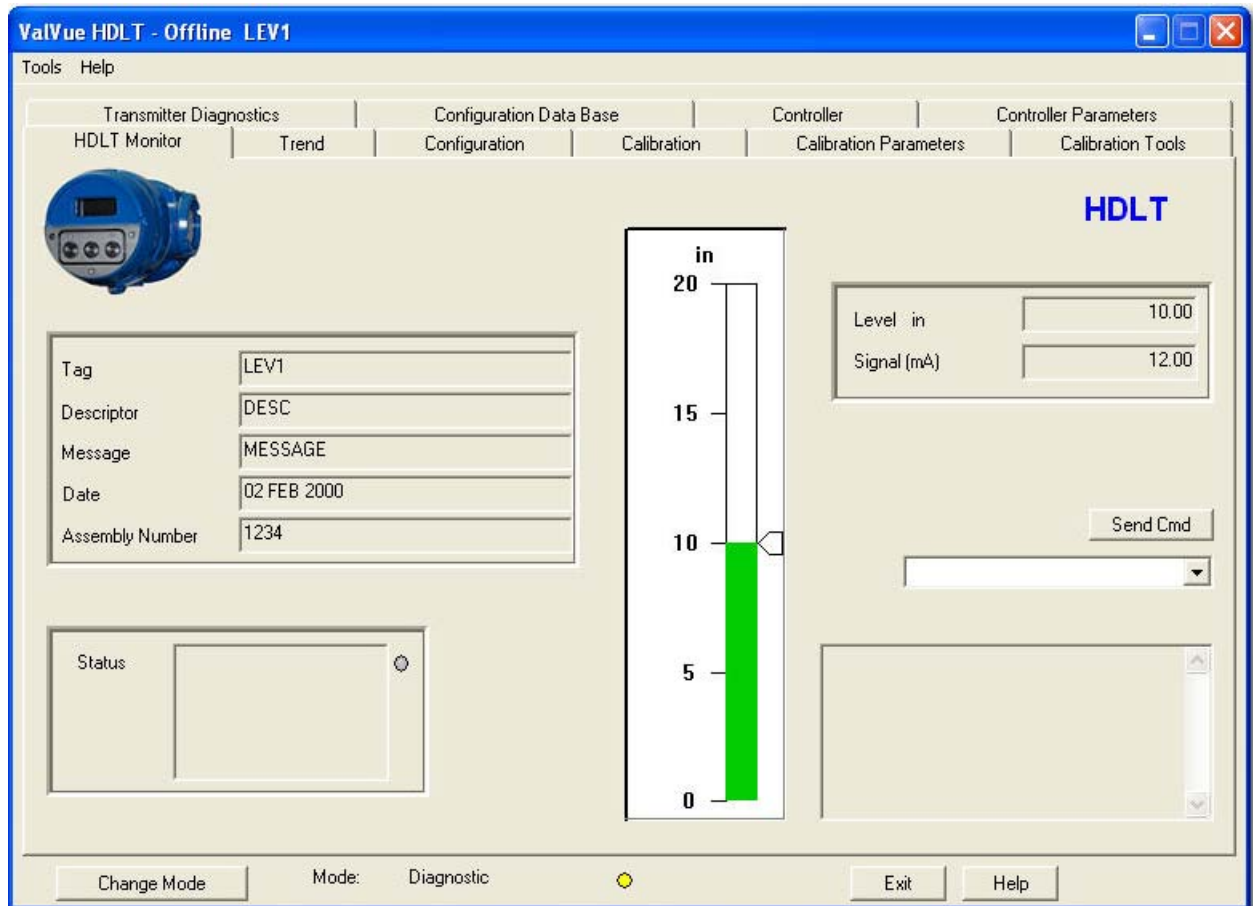 ValVue HDLT - Offline LEV1
Tools Help
Transmitter Diagnostics Configuration Data Base Controller Controller Parameters
HDLT Monitor Trend Configuration Calibration Calibration Parameters Calibration Tools
HDLT
in
20
15
10
5
0
Level in 10.00
Signal (mA) 12.00
Tag LEV1
Descriptor DESC
Message MESSAGE
Date 02 FEB 2000
Assembly Number 1234
Send Cmd
Status
Change Mode Mode: Diagnostic Exit Help